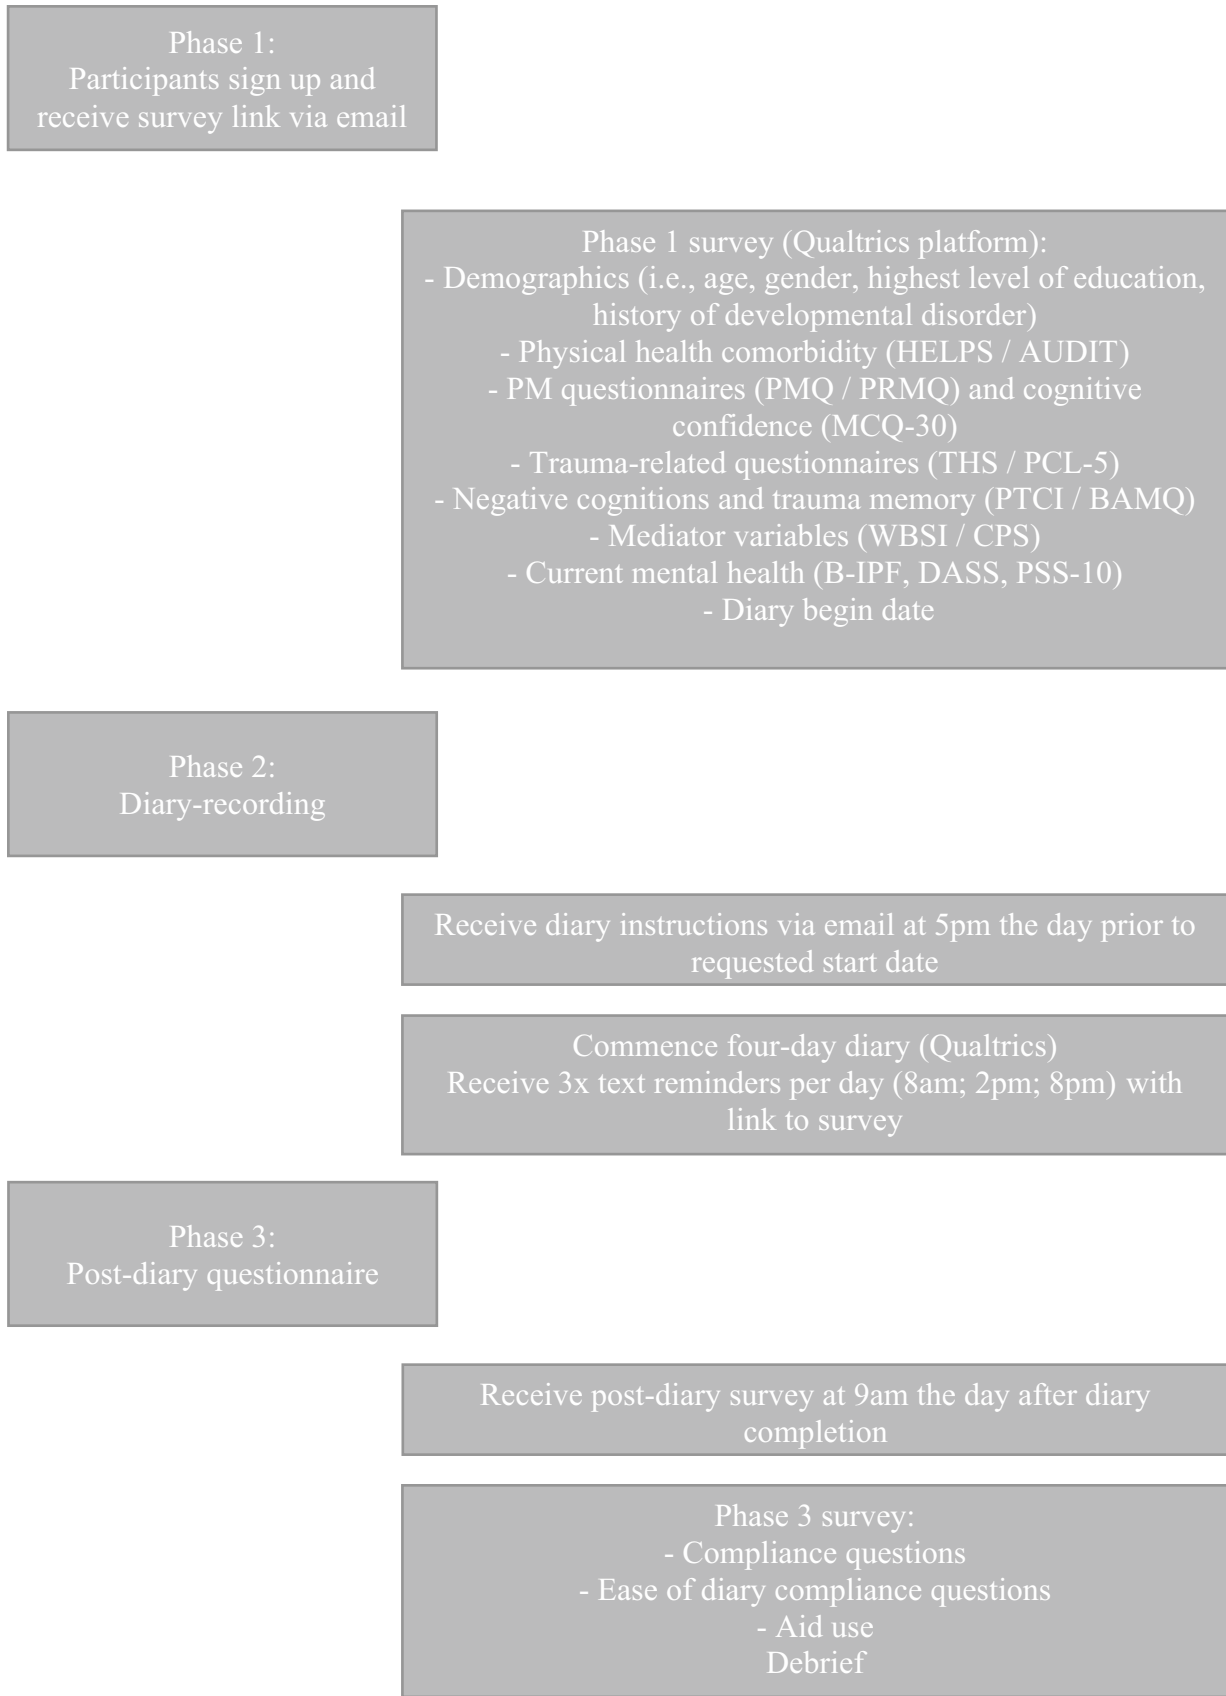 Phase 1:
Participants sign up and
receive survey link via email
Phase 1 survey (Qualtrics platform):
- Demographics (i.e., age, gender, highest level of education,
history of developmental disorder)
- Physical health comorbidity (HELPS / AUDIT)
- PM questionnaires (PMQ / PRMQ) and cognitive
confidence (MCQ-30)
- Trauma-related questionnaires (THS / PCL-5)
- Negative cognitions and trauma memory (PTCI / BAMQ)
- Mediator variables (WBSI / CPS)
- Current mental health (B-IPF, DASS, PSS-10)
- Diary begin date
Phase 2:
Diary-recording
Receive diary instructions via email at 5pm the day prior to
requested start date
Commence four-day diary (Qualtrics)
Receive 3x text reminders per day (8am; 2pm; 8pm) with
link to survey
Phase 3:
Post-diary questionnaire
Receive post-diary survey at 9am the day after diary
completion
Phase 3 survey:
- Compliance questions
- Ease of diary compliance questions
- Aid use
Debrief